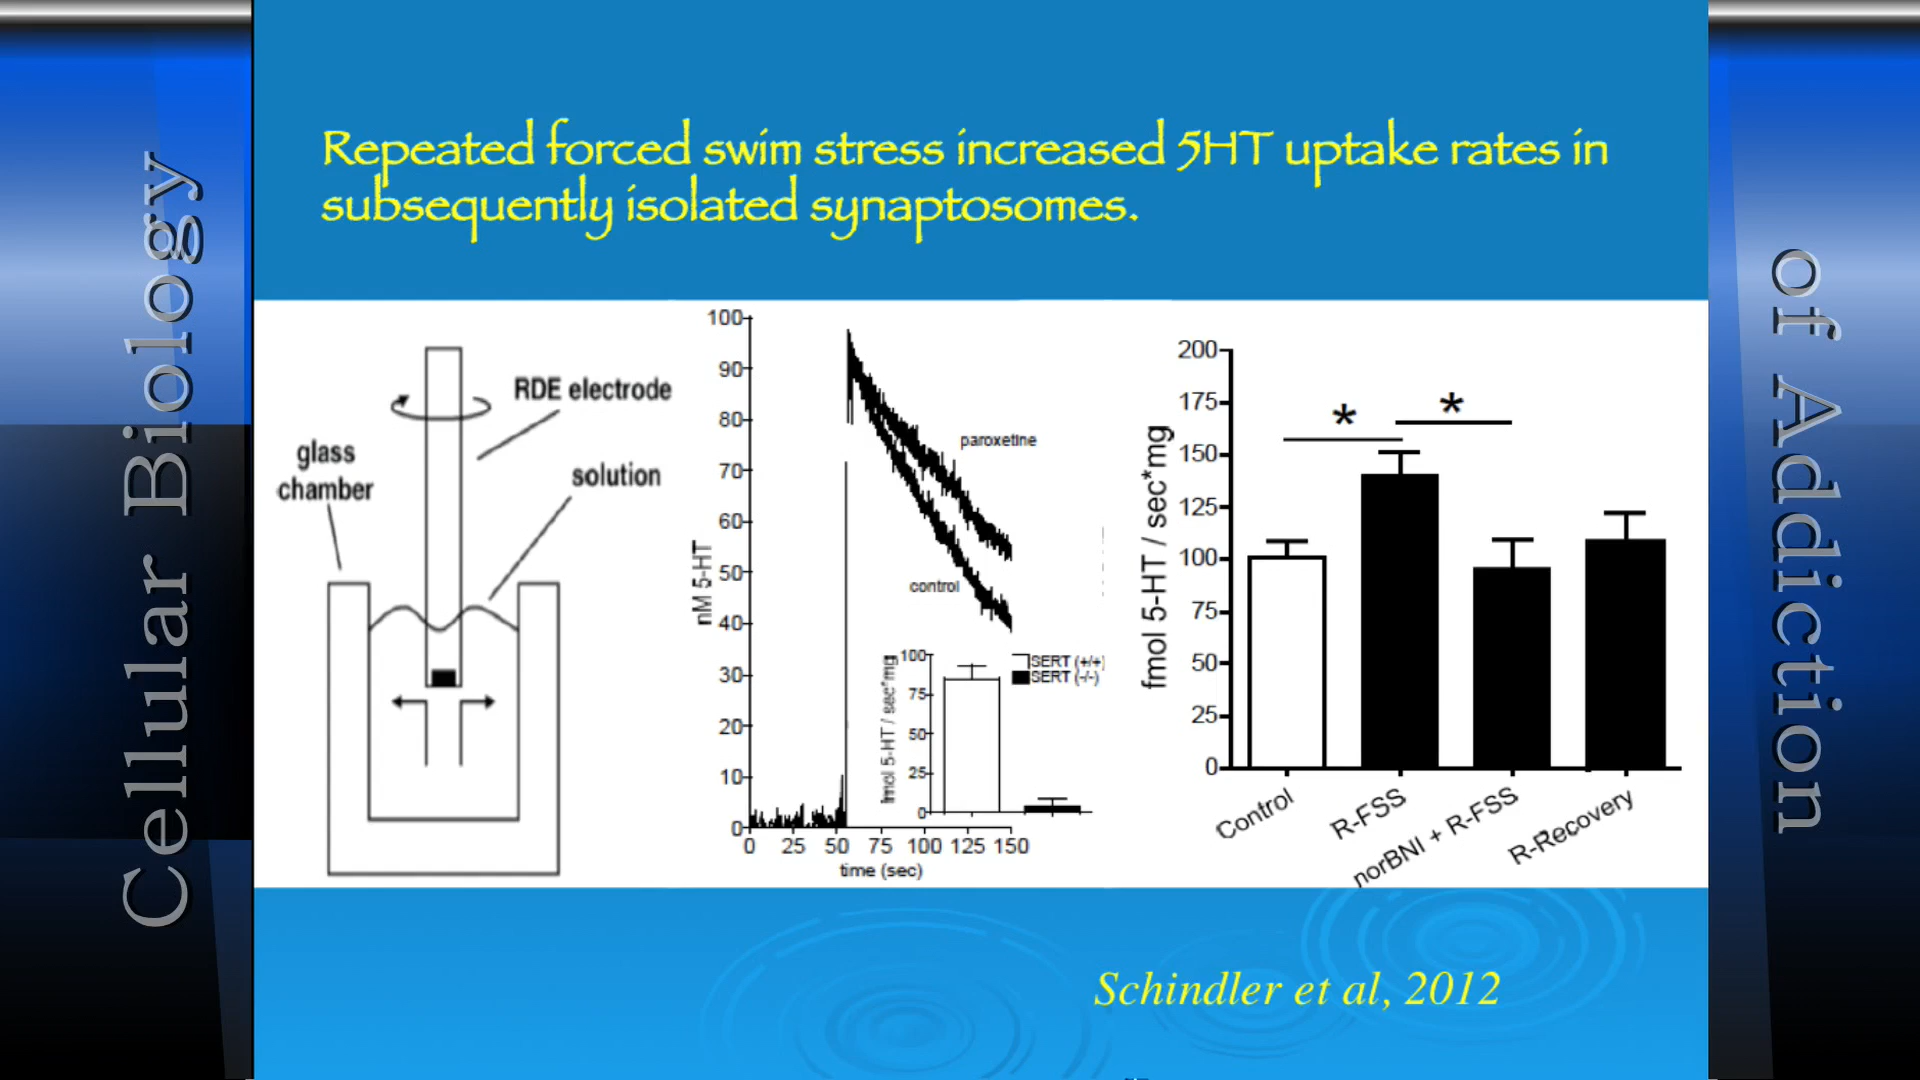 Cellular Biology
of Addiction
Repeated forced swim stress increased 5HT uptake rates in
subsequently isolated synaptosomes.
RDE electrode
glass
chamber
solution
100
90
80
70
60
50
40
30
20
10
0
nM 5-HT
0 25 50 75 100 125 150
time (sec)
paroxetine
control
100
75
50
25
0
fmol 5-HT / sec*mg
SERT (+/+)
SERT (-/-)
200
175
150
125
100
75
50
25
0
fmol 5-HT / sec*mg
*
*
Control
R-FSS
norBNI + R-FSS
R-Recovery
Schindler et al, 2012